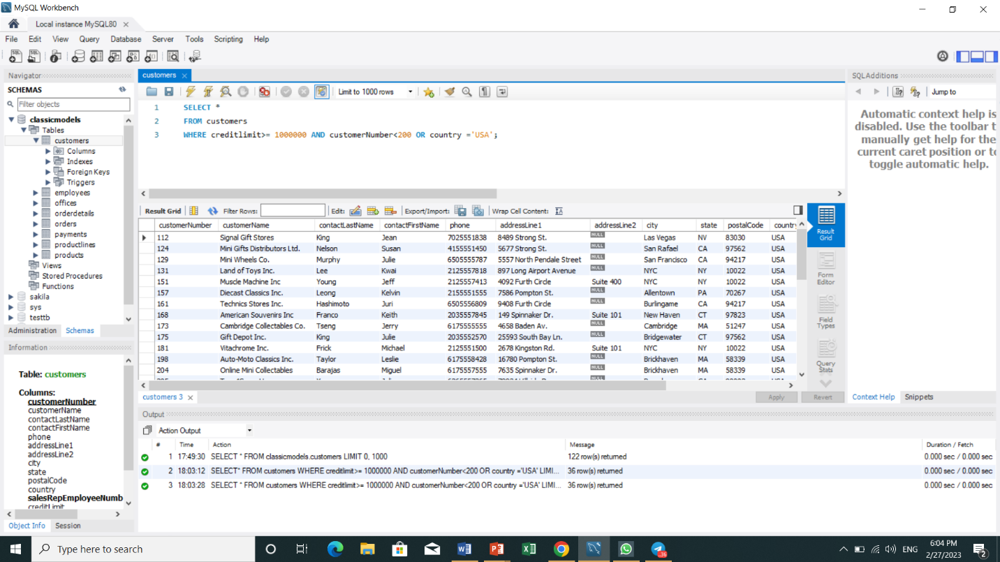 MySQL Workbench
Local instance MySQL80
File Edit View Query Database Server Tools Scripting Help
Navigator
SCHEMAS
Filter objects
classicmodels
Tables
customers
Columns
Indexes
Foreign Keys
Triggers
employees
offices
orderdetails
orders
payments
productlines
products
Views
Stored Procedures
Functions
sakila
sys
testtb
Administration Schemas
Information
Table: customers
Columns:
customerNumber
customerName
contactLastName
contactFirstName
phone
addressLine1
addressLine2
city
state
postalCode
country
salesRepEmployeeNumb
creditLimit
Object Info Session
customers
Limit to 1000 rows
1 SELECT *
2 FROM customers
3 WHERE creditlimit>= 1000000 AND customerNumber<200 OR country ='USA';
Result Grid Filter Rows: Edit: Export/Import: Wrap Cell Content:
customerNumber customerName contactLastName contactFirstName phone addressLine1 addressLine2 city state postalCode country
112 Signal Gift Stores King Jean 7025551838 8489 Strong St. NULL Las Vegas NV 83030 USA
124 Mini Gifts Distributors Ltd. Nelson Susan 4155551450 5677 Strong St. NULL San Rafael CA 97562 USA
129 Mini Wheels Co. Murphy Julie 6505555787 5557 North Pendale Street NULL San Francisco CA 94217 USA
131 Land of Toys Inc. Lee Kwai 2125557818 897 Long Airport Avenue NULL NYC NY 10022 USA
151 Muscle Machine Inc Young Jeff 2125557413 4092 Furth Circle Suite 400 NYC NY 10022 USA
157 Diecast Classics Inc. Leong Kelvin 2155551555 7586 Pompton St. NULL Allentown PA 70267 USA
161 Technics Stores Inc. Hashimoto Juri 6505556809 9408 Furth Circle NULL Burlingame CA 94217 USA
168 American Souvenirs Inc Franco Keith 2035557845 149 Spinnaker Dr. Suite 101 New Haven CT 97823 USA
173 Cambridge Collectables Co. Tseng Jerry 6175555555 4658 Baden Av. NULL Cambridge MA 51247 USA
175 Gift Depot Inc. King Julie 2035552570 25593 South Bay Ln. NULL Bridgewater CT 97562 USA
181 Vitachrome Inc. Frick Michael 2125551500 2678 Kingston Rd. Suite 101 NYC NY 10022 USA
198 Auto-Moto Classics Inc. Taylor Leslie 6175558428 16780 Pompton St. NULL Brickhaven MA 58339 USA
204 Online Mini Collectables Barajas Miguel 6175557555 7635 Spinnaker Dr. NULL Brickhaven MA 58339 USA
Result Grid
Form Editor
Field Types
Query Stats
customers 3
Apply Revert
SQLAdditions
Jump to
Automatic context help is
disabled. Use the toolbar t
manually get help for the
current caret position or to
toggle automatic help.
Context Help Snippets
Output
Action Output
# Time Action Message Duration / Fetch
1 17:49:30 SELECT * FROM classicmodels.customers LIMIT 0, 1000 122 row(s) returned 0.000 sec / 0.000 sec
2 18:03:12 SELECT* FROM customers WHERE creditlimit>= 1000000 AND customerNumber<200 OR country ='USA' LIMI... 36 row(s) returned 0.000 sec / 0.000 sec
3 18:03:28 SELECT * FROM customers WHERE creditlimit>= 1000000 AND customerNumber<200 OR country ='USA' LIMI... 36 row(s) returned 0.000 sec / 0.000 sec
Type here to search
ENG
6:04 PM
2/27/2023